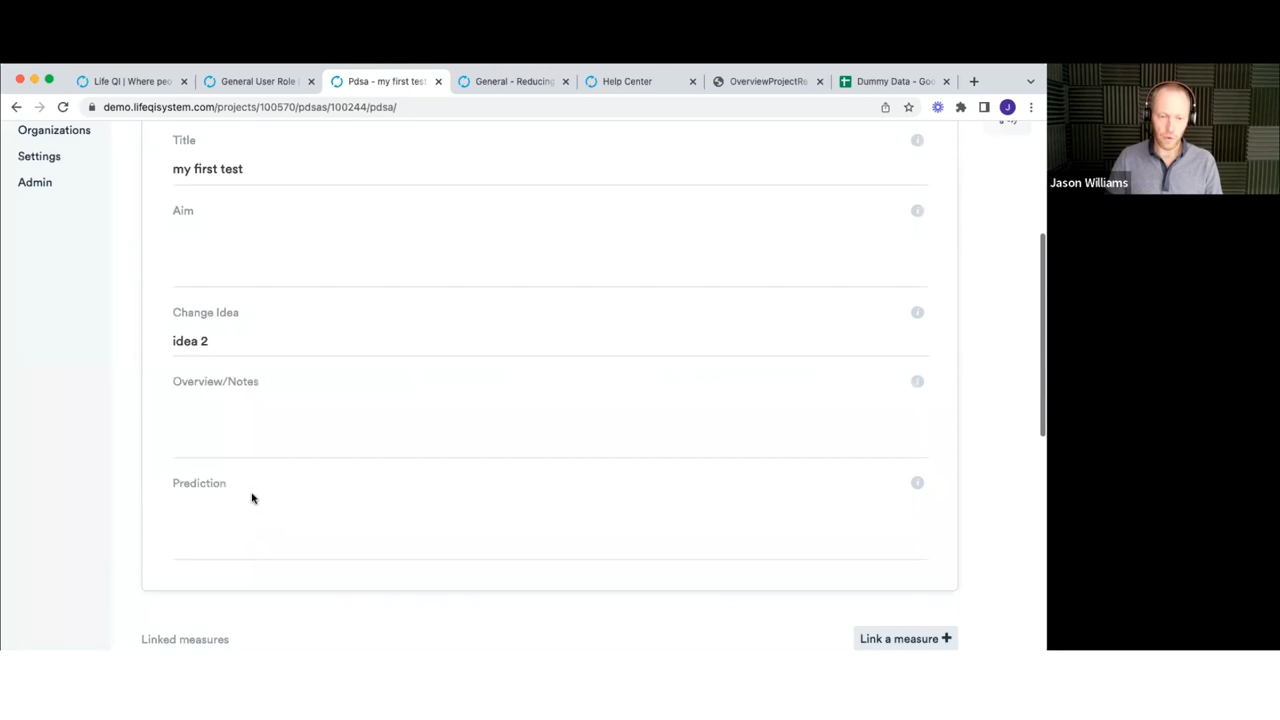 Life QI | Where peo
General User Role |
Pdsa - my first test
General - Reducing
Help Center
OverviewProjectRe
Dummy Data - Goo
demo.lifeqisystem.com/projects/100570/pdsas/100244/pdsa/
J
Organizations
Settings
Admin
Title
my first test
Aim
Change Idea
idea 2
Overview/Notes
Prediction
Linked measures
Link a measure +
Jason Williams